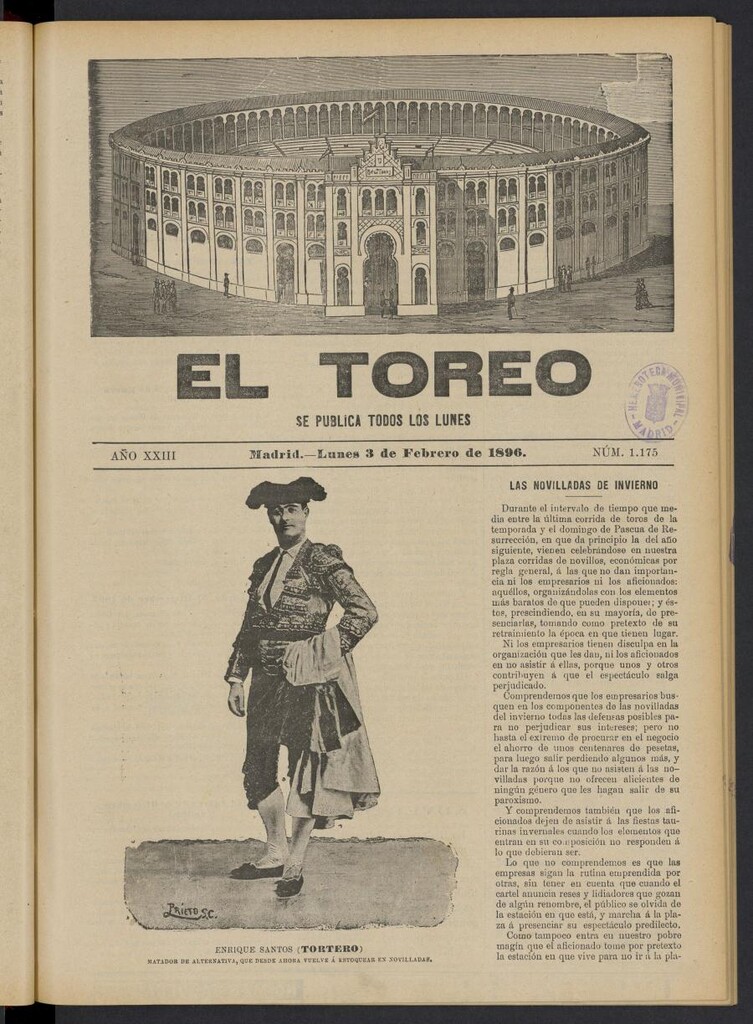 EL TOREO
SE PUBLICA TODOS LOS LUNES
HEMEROTECA MUNICIPAL
MADRID
AÑO XXIII
Madrid.—Lunes 3 de Febrero de 1896.
NÚM. 1.175
PRIETO S.C.
ENRIQUE SANTOS (TORTERO)
MATADOR DE ALTERNATIVA, QUE DESDE AHORA VUELVE Á ESTOQUEAR EN NOVILLADAS.
LAS NOVILLADAS DE INVIERNO
Durante el intervalo de tiempo que me-
dia entre la última corrida de toros de la
temporada y el domingo de Pascua de Re-
surrección, en que da principio la del año
siguiente, vienen celebrándose en nuestra
plaza corridas de novillos, económicas por
regla general, á las que no dan importan-
cia ni los empresarios ni los aficionados:
aquéllos, organizándolas con los elementos
más baratos de que pueden disponer; y és-
tos, prescindiendo, en su mayoría, de pre-
senciarlas, tomando como pretexto de su
retraimiento la época en que tienen lugar.
Ni los empresarios tienen disculpa en la
organización que les dan, ni los aficionados
en no asistir á ellas, porque unos y otros
contribuyen á que el espectáculo salga
perjudicado.
Comprendemos que los empresarios bus-
quen en los componentes de las novilladas
del invierno todas las defensas posibles pa-
ra no perjudicar sus intereses; pero no
hasta el extremo de procurar en el negocio
el ahorro de unos centenares de pesetas,
para luego salir perdiendo algunos más, y
dar la razón á los que no asisten á las no-
villadas porque no ofrecen alicientes de
ningún género que les hagan salir de su
paroxismo.
Y comprendemos también que los afi-
cionados dejen de asistir á las fiestas tau-
rinas invernales cuando los elementos que
entran en su composición no responden á
lo que debieran ser.
Lo que no comprendemos es que las
empresas sigan la rutina emprendida por
otras, sin tener en cuenta que cuando el
cartel anuncia reses y lidiadores que gozan
de algún renombre, el público se olvida de
la estación en que está, y marcha á la pla-
za á presenciar su espectáculo predilecto.
Como tampoco entra en nuestro pobre
magín que el aficionado tome por pretexto
la estación en que vive para no ir á la pla-